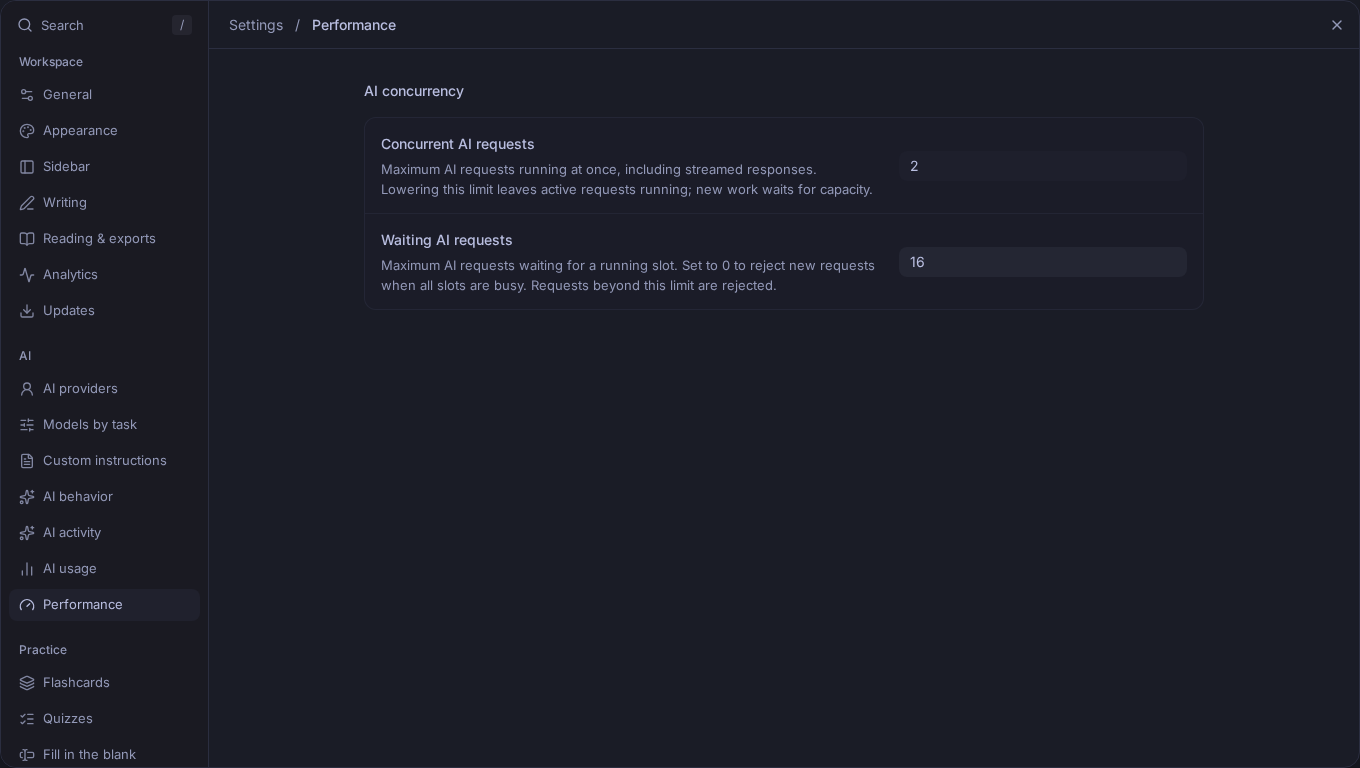 Search /
Settings / Performance
Workspace
General
Appearance
Sidebar
Writing
Reading & exports
Analytics
Updates
AI
AI providers
Models by task
Custom instructions
AI behavior
AI activity
AI usage
Performance
Practice
Flashcards
Quizzes
Fill in the blank
AI concurrency
Concurrent AI requests
Maximum AI requests running at once, including streamed responses.
Lowering this limit leaves active requests running; new work waits for capacity.
2
Waiting AI requests
Maximum AI requests waiting for a running slot. Set to 0 to reject new requests
when all slots are busy. Requests beyond this limit are rejected.
16